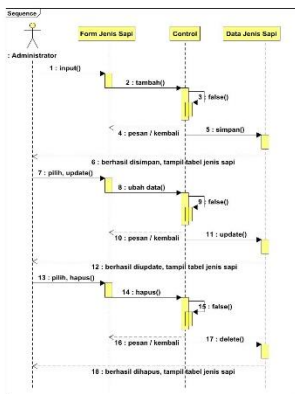 Sequence
Form Jenis Sapi
Control
Data Jenis Sapi
: Administrator
1 : input()
2 : tambah()
3 : false()
4 : pesan / kembali
5 : simpan()
6 : berhasil disimpan, tampil tabel jenis sapi
7 : pilih, update()
8 : ubah data()
9 : false()
10 : pesan / kembali
11 : update()
12 : berhasil diupdate, tampil tabel jenis sapi
13 : pilih, hapus()
14 : hapus()
15 : false()
16 : pesan / kembali
17 : delete()
18 : berhasil dihapus, tampil tabel jenis sapi